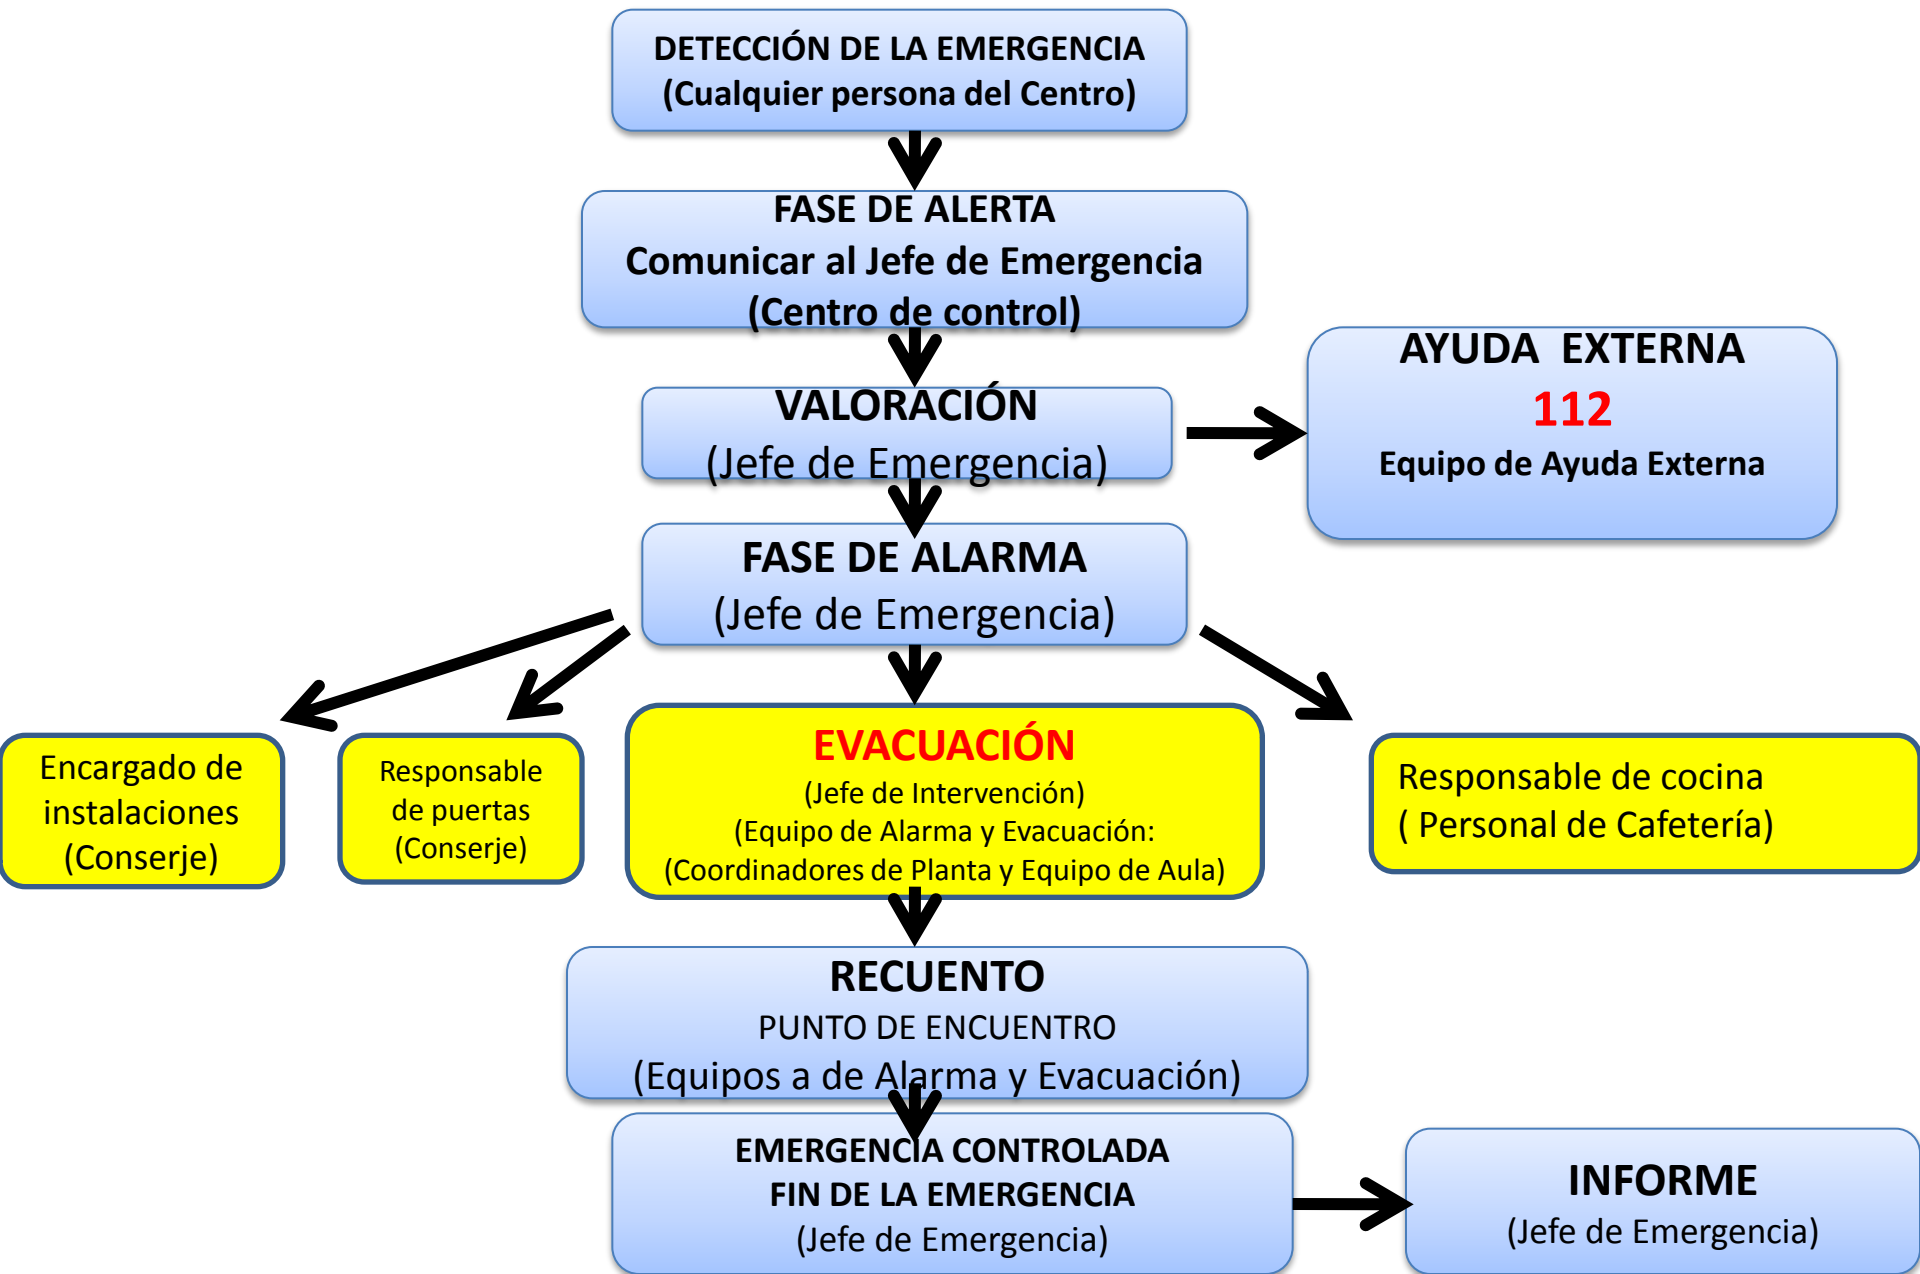 DETECCIÓN DE LA EMERGENCIA
(Cualquier persona del Centro)
FASE DE ALERTA
Comunicar al Jefe de Emergencia
(Centro de control)
AYUDA EXTERNA
112
Equipo de Ayuda Externa
VALORACIÓN
(Jefe de Emergencia)
FASE DE ALARMA
(Jefe de Emergencia)
Encargado de
instalaciones
(Conserje)
Responsable
de puertas
(Conserje)
EVACUACIÓN
(Jefe de Intervención)
(Equipo de Alarma y Evacuación:
(Coordinadores de Planta y Equipo de Aula)
Responsable de cocina
( Personal de Cafetería)
RECUENTO
PUNTO DE ENCUENTRO
(Equipos a de Alarma y Evacuación)
EMERGENCIA CONTROLADA
FIN DE LA EMERGENCIA
(Jefe de Emergencia)
INFORME
(Jefe de Emergencia)